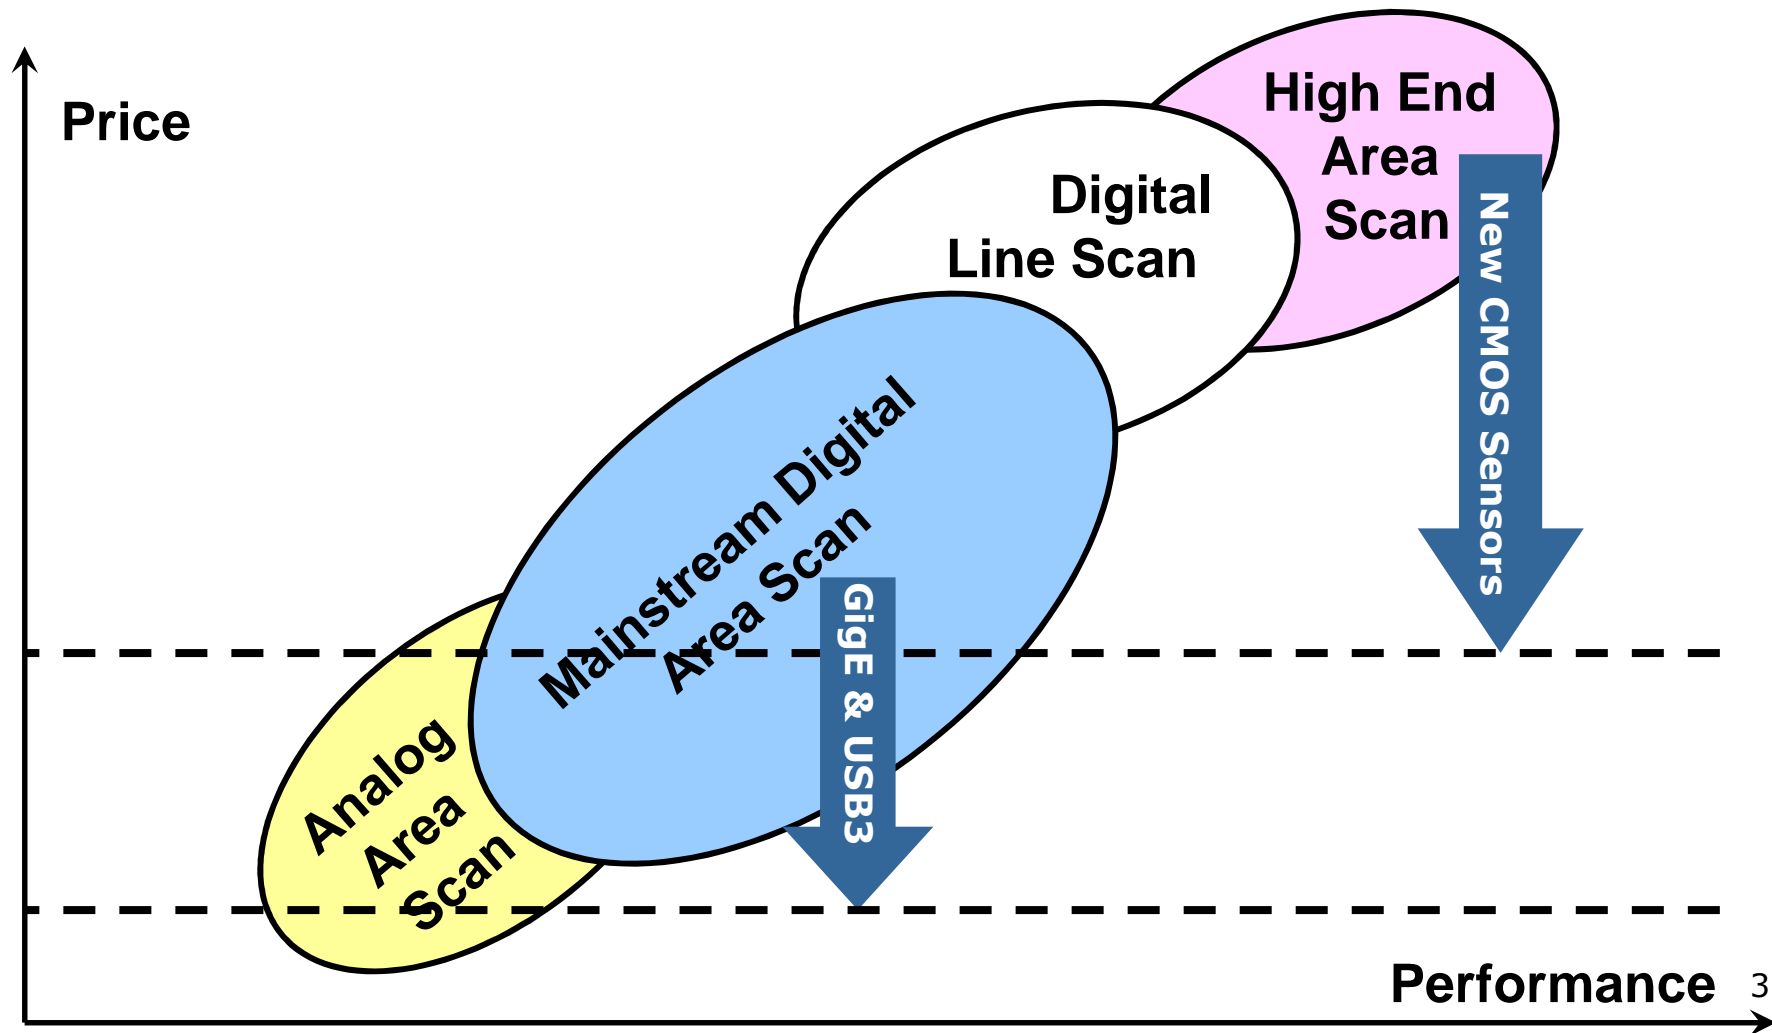 Price
High End
Area
Scan
Digital
Line Scan
New CMOS Sensors
Mainstream Digital
Area Scan
GigE & USB3
Analog
Area
Scan
Performance
3